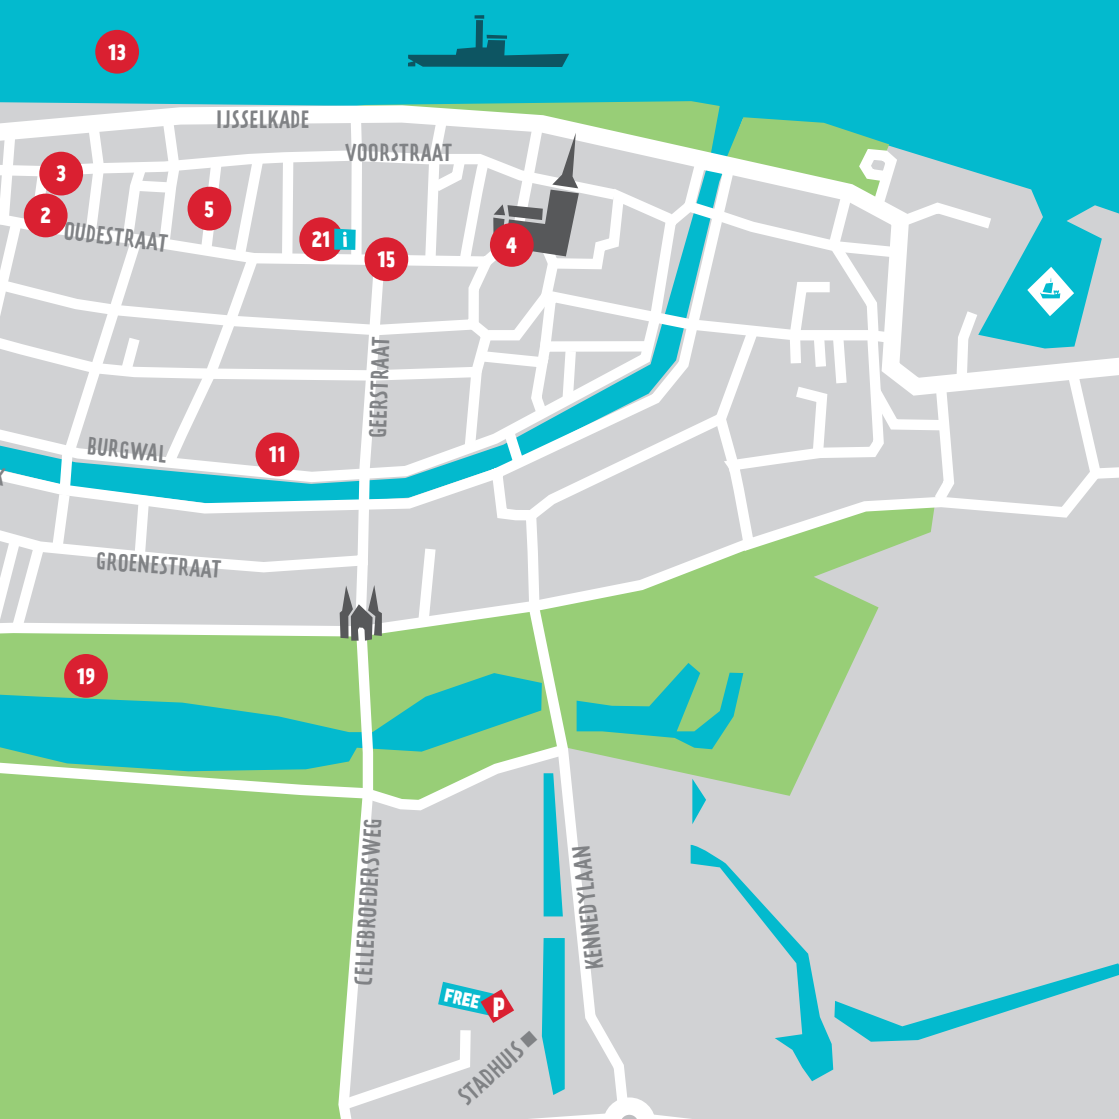 13
IJSSELKADE
VOORSTRAAT
3
2
5
OUDESTRAAT
21 i
15
4
GEERSTRAAT
BURGWAL
11
GROENESTRAAT
19
CELLEBROEDERSWEG
KENNEDYLAAN
FREE P
STADHUIS